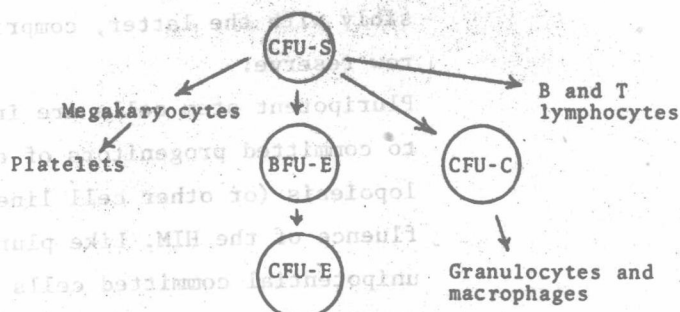 CFU-S
B and T
lymphocytes
Megakaryocytes
Platelets
BFU-E
CFU-C
CFU-E
Granulocytes and
macrophages